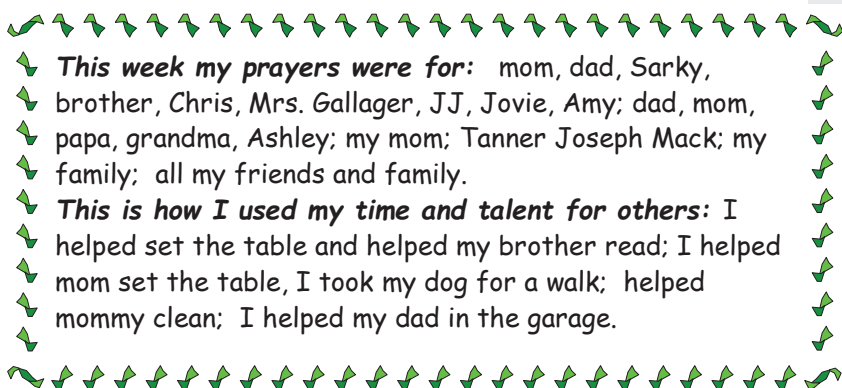 This week my prayers were for: mom, dad, Sarky,
brother, Chris, Mrs. Gallager, JJ, Jovie, Amy; dad, mom,
papa, grandma, Ashley; my mom; Tanner Joseph Mack; my
family; all my friends and family.
This is how I used my time and talent for others: I
helped set the table and helped my brother read; I helped
mom set the table, I took my dog for a walk; helped
mommy clean; I helped my dad in the garage.